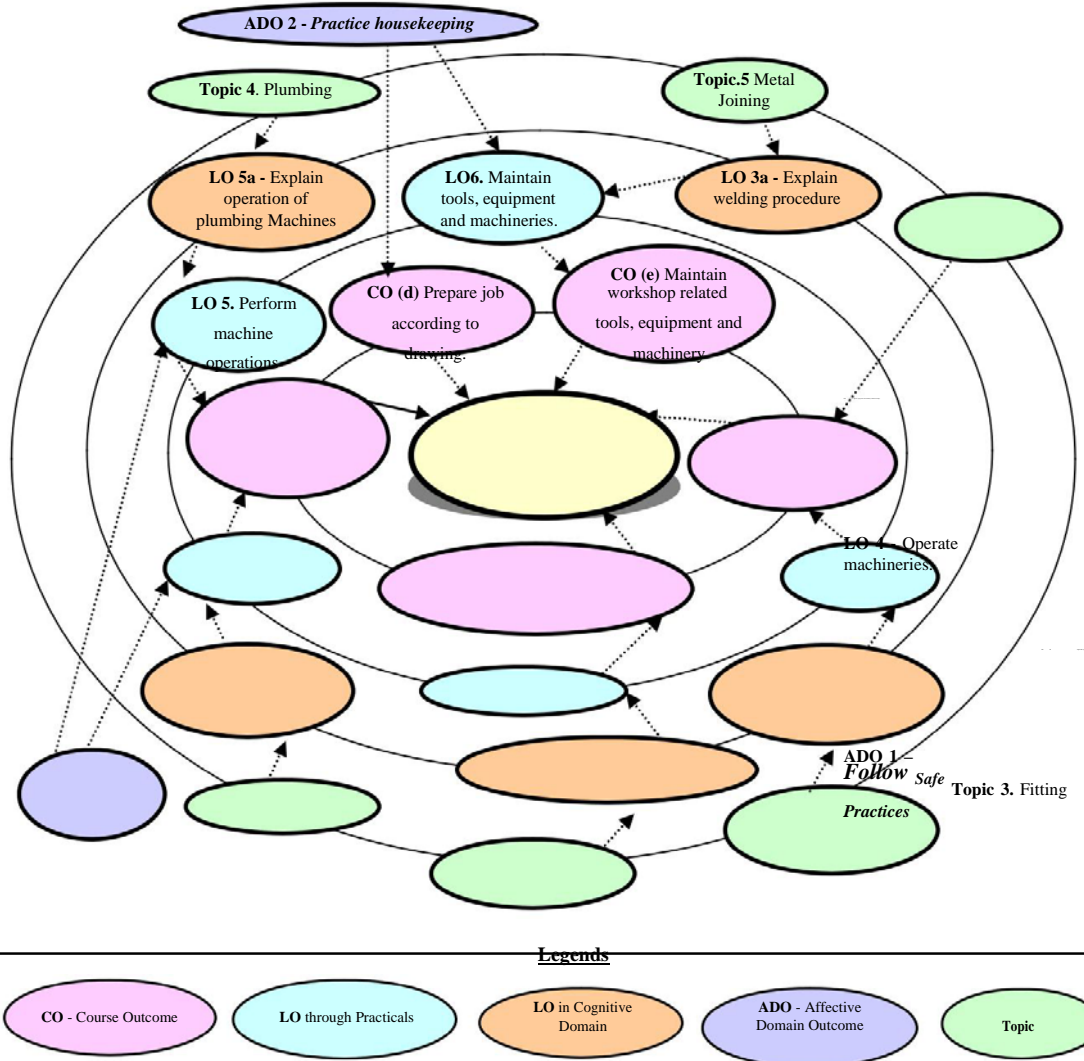 ADO 2 - Practice housekeeping
Topic 4. Plumbing
Topic.5 Metal
Joining
LO 5a - Explain
operation of
plumbing Machines
LO6. Maintain
tools, equipment
and machineries.
LO 3a - Explain
welding procedure
LO 5. Perform
machine
operations
CO (d) Prepare job
according to
drawing.
CO (e) Maintain
workshop related
tools, equipment and
machinery
LO 4 - Operate
machineries.
ADO 1 –
Follow Safe
Practices
Topic 3. Fitting
Legends
CO - Course Outcome
LO through Practicals
LO in Cognitive
Domain
ADO - Affective
Domain Outcome
Topic